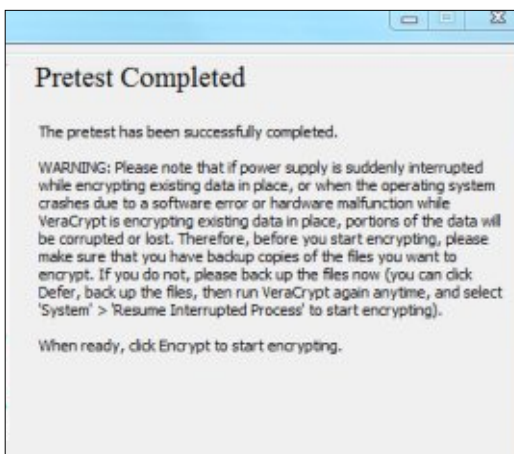 Pretest Completed
The pretest has been successfully completed.
WARNING: Please note that if power supply is suddenly interrupted
while encrypting existing data in place, or when the operating system
crashes due to a software error or hardware malfunction while
VeraCrypt is encrypting existing data in place, portions of the data will
be corrupted or lost. Therefore, before you start encrypting, please
make sure that you have backup copies of the files you want to
encrypt. If you do not, please back up the files now (you can click
Defer, back up the files, then run VeraCrypt again anytime, and select
'System' > 'Resume Interrupted Process' to start encrypting).
When ready, click Encrypt to start encrypting.